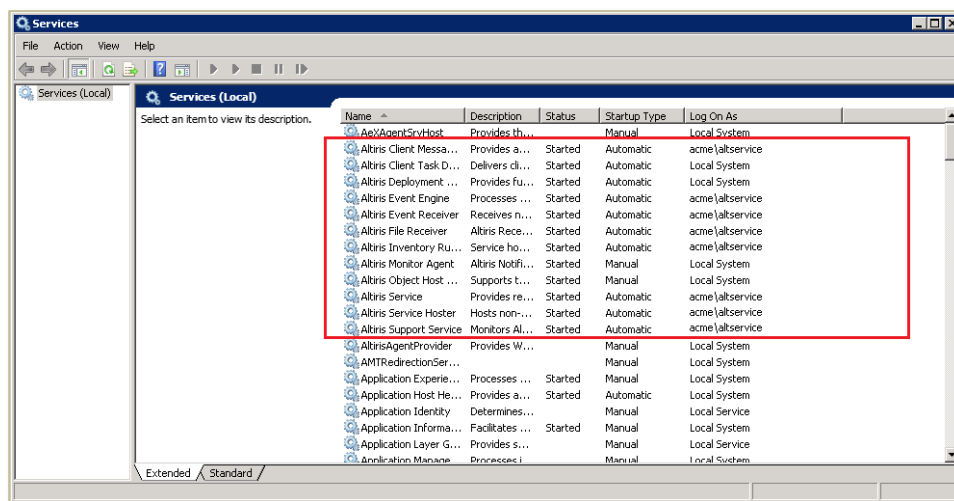 Services
File Action View Help
Services (Local)
Services (Local)
Select an item to view its description.
Name Description Status Startup Type Log On As
AeXAgentSrvHost Provides th... Manual Local System
Altiris Client Messa... Provides a... Started Automatic acme\altservice
Altiris Client Task D... Delivers cli... Started Automatic Local System
Altiris Deployment ... Provides fu... Started Automatic Local System
Altiris Event Engine Processes ... Started Automatic acme\altservice
Altiris Event Receiver Receives n... Started Automatic acme\altservice
Altiris File Receiver Altiris Rece... Started Automatic acme\altservice
Altiris Inventory Ru... Service ho... Started Automatic acme\altservice
Altiris Monitor Agent Altiris Notifi... Started Manual Local System
Altiris Object Host ... Supports t... Started Manual Local System
Altiris Service Provides re... Started Automatic acme\altservice
Altiris Service Hoster Hosts non-... Started Automatic acme\altservice
Altiris Support Service Monitors Al... Started Automatic acme\altservice
AltirisAgentProvider Provides W... Manual Local System
AMTRedirectionSer... Manual Local System
Application Experie... Processes ... Started Manual Local System
Application Host He... Provides a... Started Automatic Local System
Application Identity Determines... Manual Local Service
Application Informa... Facilitates ... Started Manual Local System
Application Layer G... Provides s... Manual Local Service
Application Manage... Processes i... Manual Local System
Extended Standard